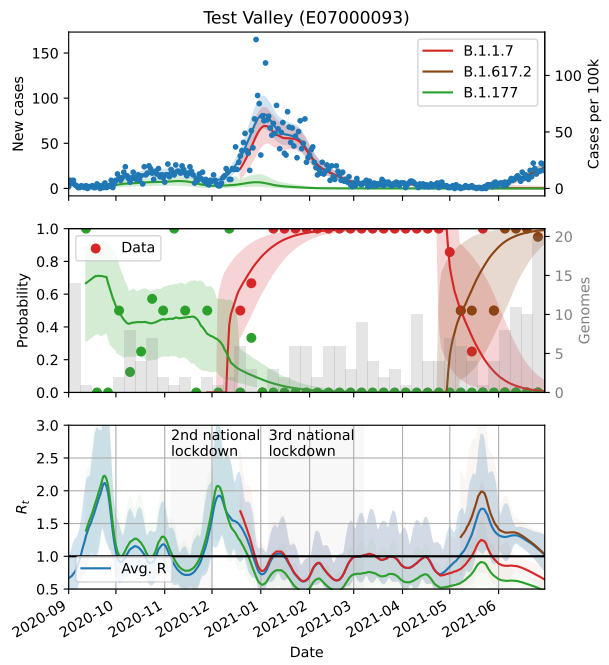 Test Valley (E07000093)
New cases
150
100
50
0
B.1.1.7
B.1.617.2
B.1.177
100
50
0
Cases per 100k
Probability
1.0
0.8
0.6
0.4
0.2
0.0
Data
20
15
10
5
0
Genomes
R_t
3.0
2.5
2.0
1.5
1.0
0.5
2nd national
lockdown
3rd national
lockdown
Avg. R
2020-09
2020-10
2020-11
2020-12
2021-01
2021-02
2021-03
2021-04
2021-05
2021-06
Date